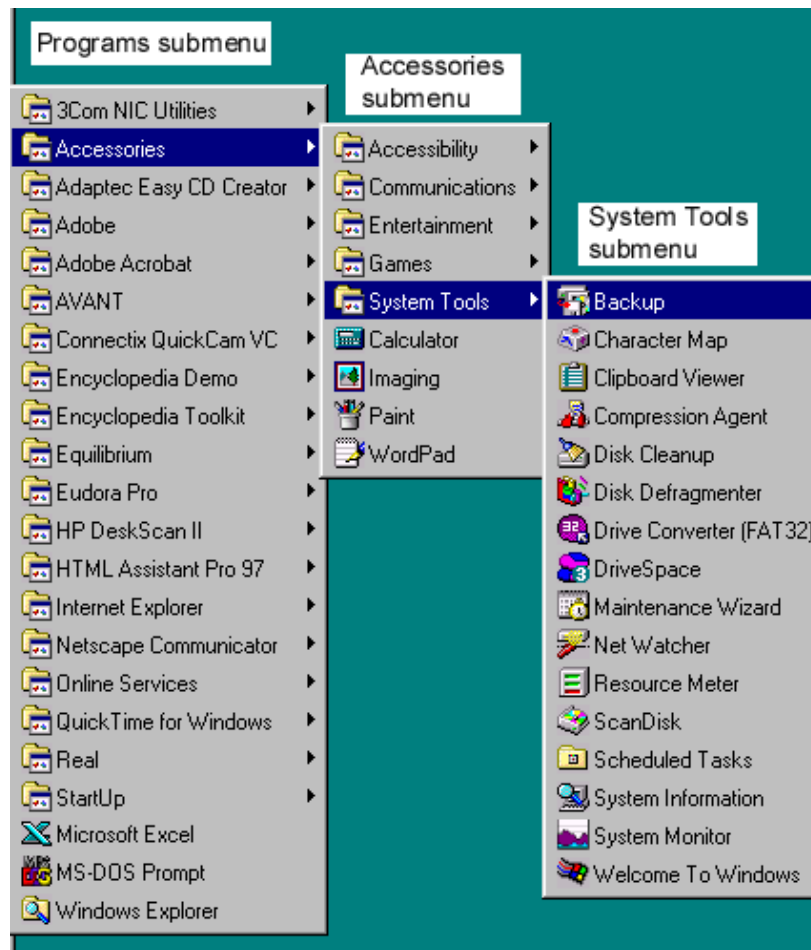 Programs submenu
3Com NIC Utilities
Accessories
Adaptec Easy CD Creator
Adobe
Adobe Acrobat
AVANT
Connectix QuickCam VC
Encyclopedia Demo
Encyclopedia Toolkit
Equilibrium
Eudora Pro
HP DeskScan II
HTML Assistant Pro 97
Internet Explorer
Netscape Communicator
Online Services
QuickTime for Windows
Real
StartUp
Microsoft Excel
MS-DOS Prompt
Windows Explorer
Accessories
submenu
Accessibility
Communications
Entertainment
Games
System Tools
Calculator
Imaging
Paint
WordPad
System Tools
submenu
Backup
Character Map
Clipboard Viewer
Compression Agent
Disk Cleanup
Disk Defragmenter
Drive Converter (FAT32)
DriveSpace
Maintenance Wizard
Net Watcher
Resource Meter
ScanDisk
Scheduled Tasks
System Information
System Monitor
Welcome To Windows